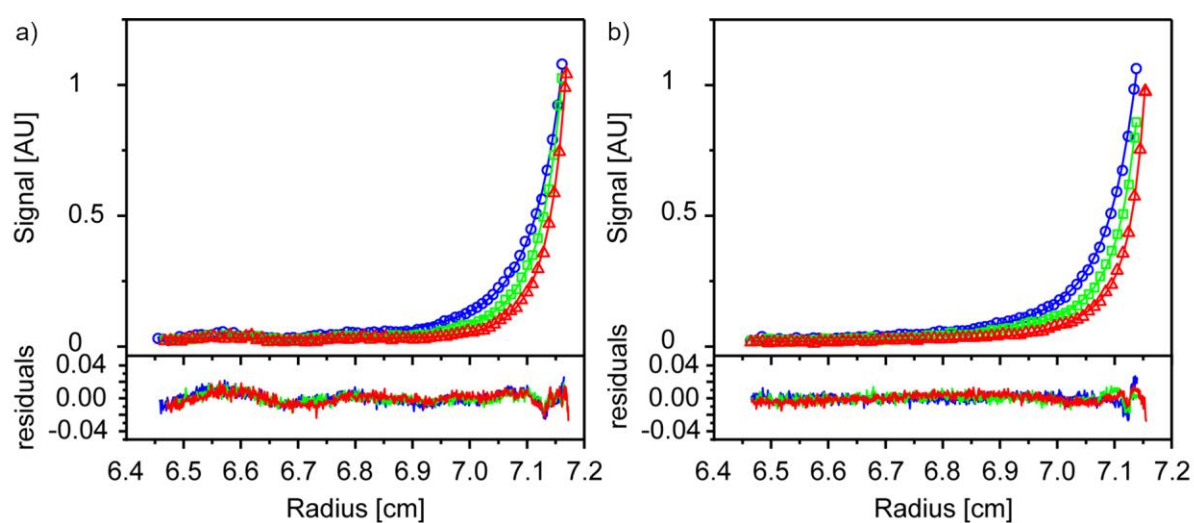 a)
Signal [AU]
1
0.5
0
residuals
0.04
0.00
-0.04
6.4 6.5 6.6 6.7 6.8 6.9 7.0 7.1 7.2
Radius [cm]
b)
Signal [AU]
1
0.5
0
residuals
0.04
0.00
-0.04
6.4 6.5 6.6 6.7 6.8 6.9 7.0 7.1 7.2
Radius [cm]